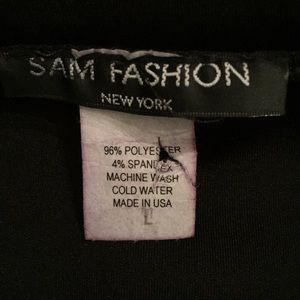 SAM FASHION
NEW YORK
96% POLYESTER
4% SPANDEX
MACHINE WASH
COLD WATER
MADE IN USA
L